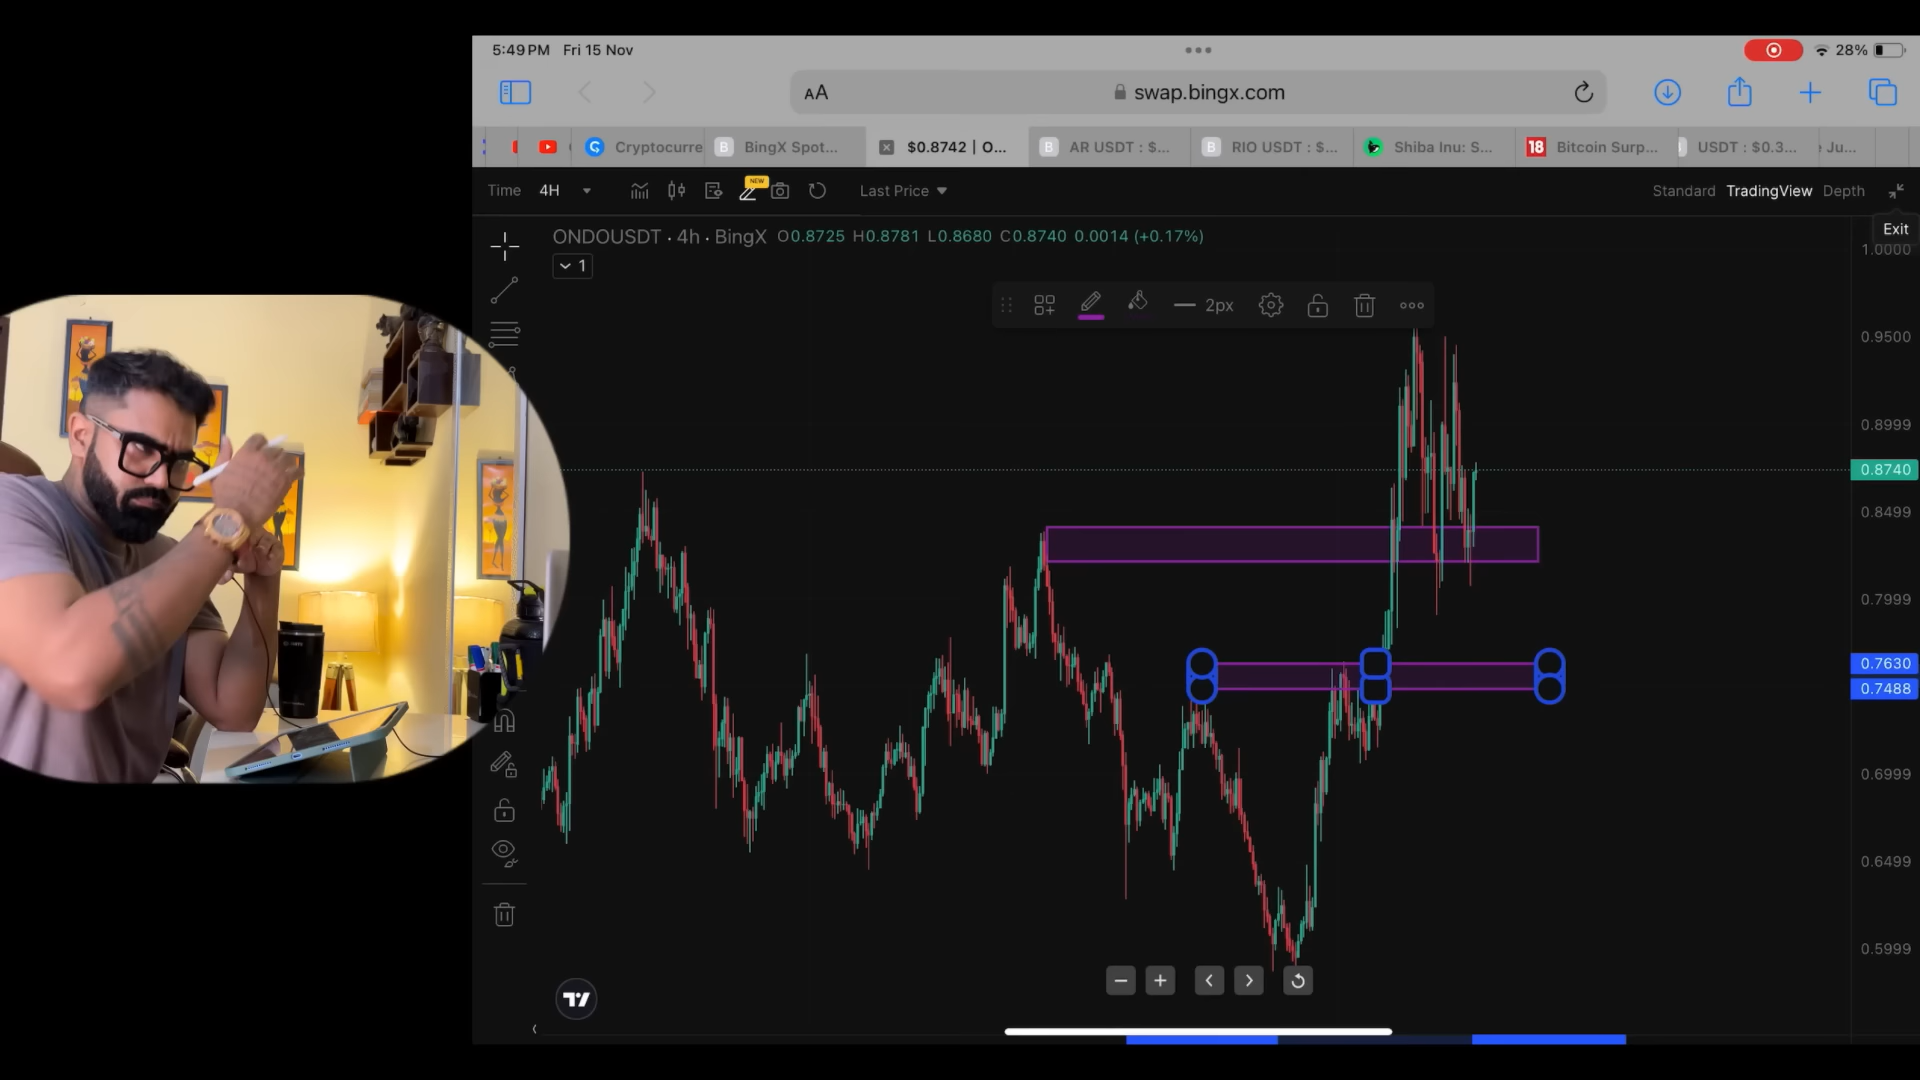 5:49 PM Fri 15 Nov
28%
AA swap.bingx.com
Cryptocurre BingX Spot... $0.8742 | O... AR USDT : $... RIO USDT : $... Shiba Inu: S... 18 Bitcoin Surp... USDT : $0.3... Ju...
Time 4H NEW Last Price Standard TradingView Depth
Exit
ONDOUSDT · 4h · BingX O0.8725 H0.8781 L0.8680 C0.8740 0.0014 (+0.17%)
1
2px
1.0000
0.9500
0.8999
0.8740
0.8499
0.7999
0.7630
0.7488
0.6999
0.6499
0.5999